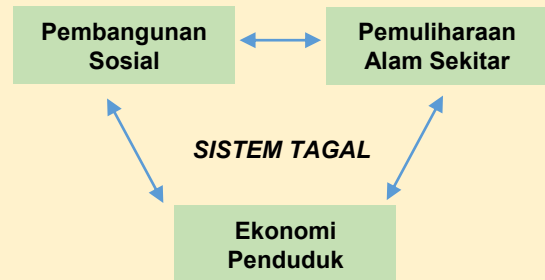 Pembangunan
Sosial
Pemuliharaan
Alam Sekitar
SISTEM TAGAL
Ekonomi
Penduduk